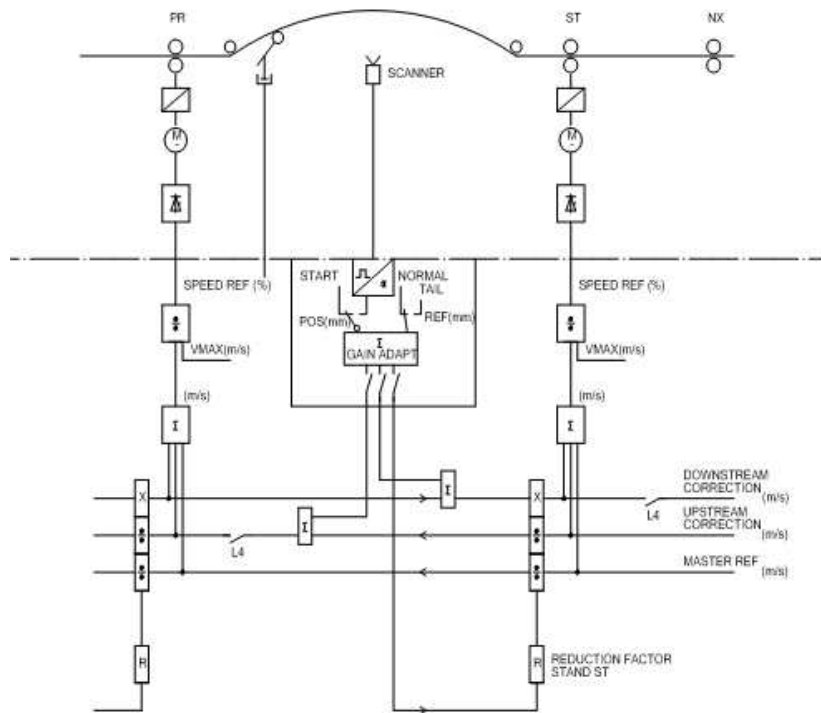 PR
ST
NX
SCANNER
M
~
M
~
START
NORMAL
TAIL
SPEED REF (%)
SPEED REF (%)
POS(mm)
REF(mm)
Σ
GAIN ADAPT
VMAX(m/s)
VMAX(m/s)
(m/s)
(m/s)
Σ
Σ
DOWNSTREAM
CORRECTION
(m/s)
X
Σ
X
L4
UPSTREAM
CORRECTION
(m/s)
Σ
L4
MASTER REF
(m/s)
R
R
REDUCTION FACTOR
STAND ST